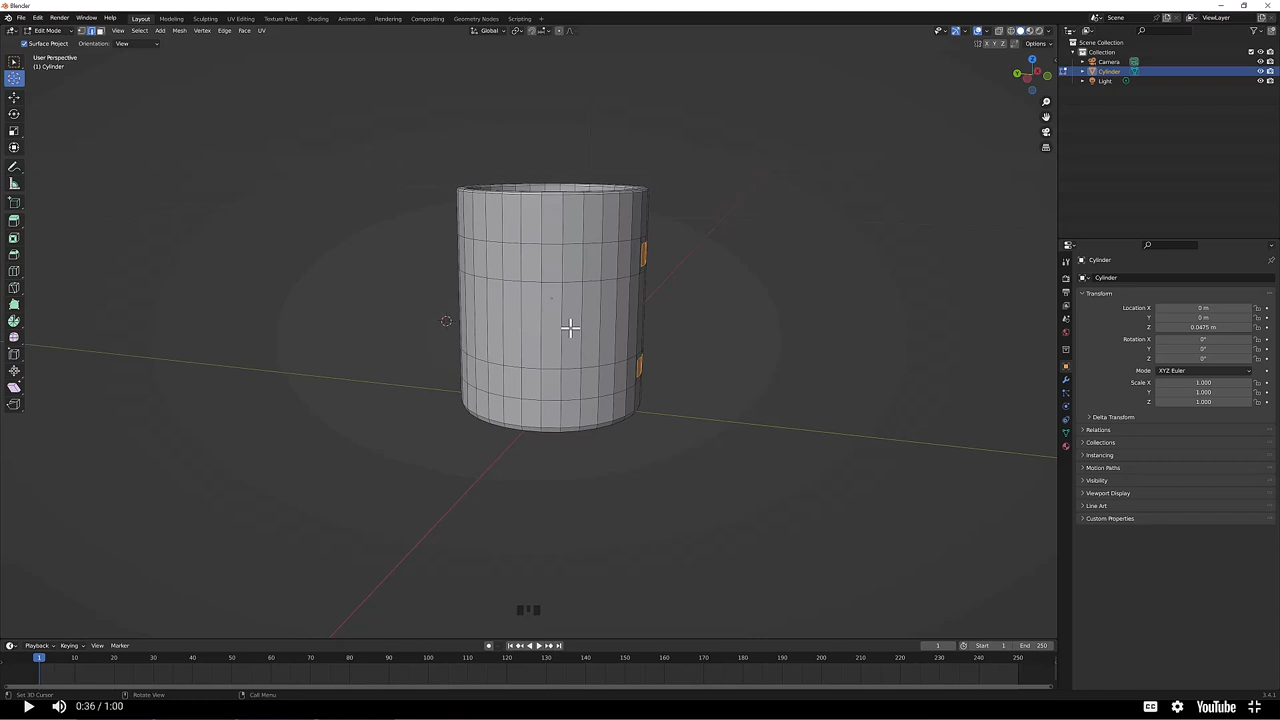 Blender
File Edit Render Window Help Layout Modeling Sculpting UV Editing Texture Paint Shading Animation Rendering Compositing Geometry Nodes Scripting + Scene ViewLayer
Edit Mode View Select Add Mesh Vertex Edge Face UV Global
Surface Project Orientation: View X Y Z Options
User Perspective
(1) Cylinder
Scene Collection
Collection
Camera
Cylinder
Light
Cylinder
Cylinder
Transform
Location X 0 m
Y 0 m
Z 0.0475 m
Rotation X 0°
Y 0°
Z 0°
Mode XYZ Euler
Scale X 1.000
Y 1.000
Z 1.000
Delta Transform
Relations
Collections
Instancing
Motion Paths
Visibility
Viewport Display
Line Art
Custom Properties
Playback Keying View Marker 1 Start 1 End 250
1 10 20 30 40 50 60 70 80 90 100 110 120 130 140 150 160 170 180 190 200 210 220 230 240 250
Set 3D Cursor Rotate View Call Menu 3.4.1
0:36 / 1:00 CC YouTube